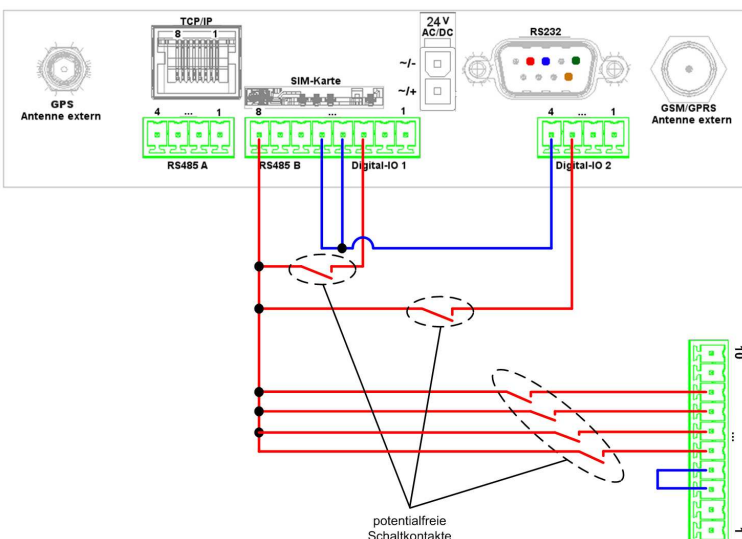 TCP/IP
8 1
GPS
Antenne extern
SIM-Karte
24 V
AC/DC
~/-
~/+
RS232
GSM/GPRS
Antenne extern
4 ... 1
RS485 A
8 ... 1
RS485 B
Digital-IO 1
4 ... 1
Digital-IO 2
10
...
1
potentialfreie
Schaltkontakte